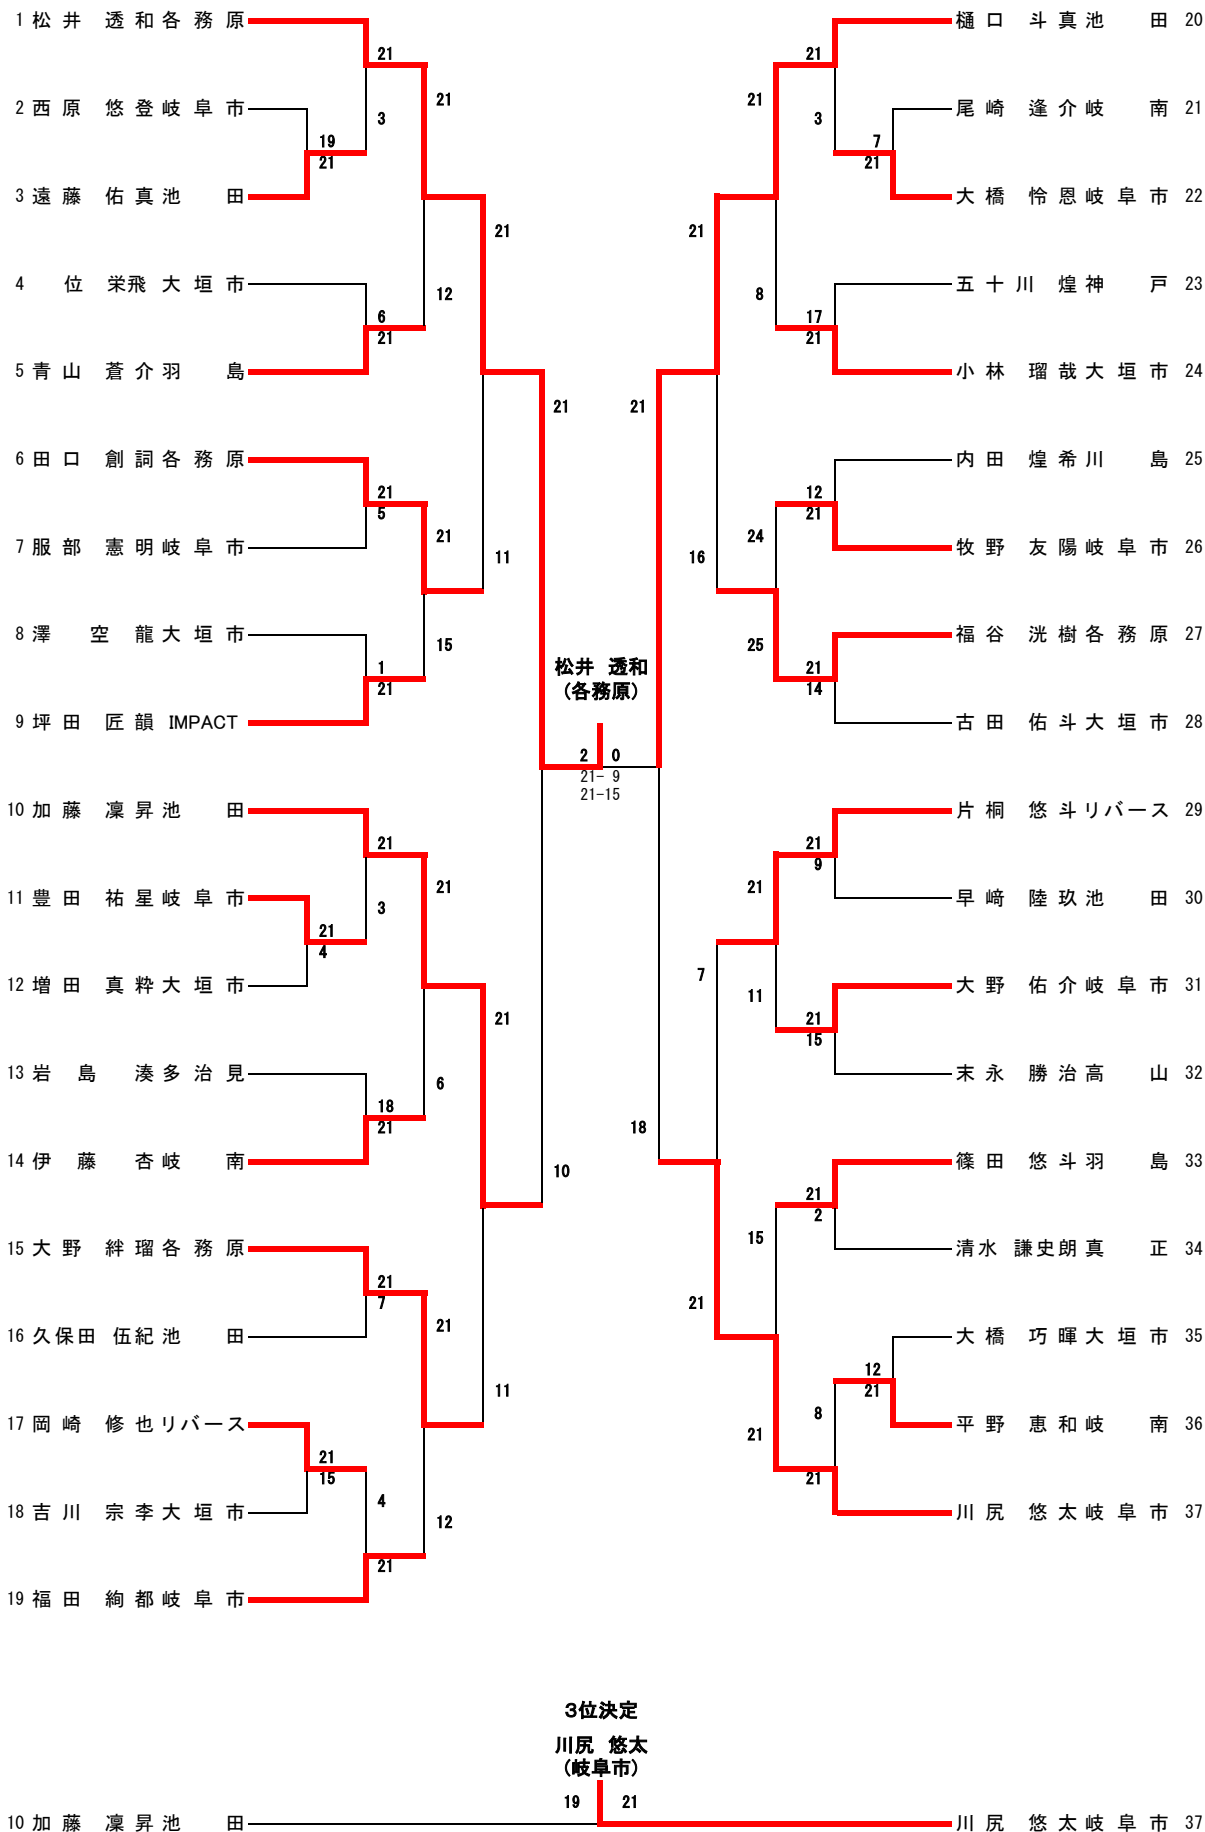 1 松井 透和 各務原
21
2 西原 悠登 岐阜市
21
3
19
21
3 遠藤 佑真 池田
21
4 位 栄飛 大垣市
12
6
21
5 青山 蒼介 羽島
21
6 田口 創詞 各務原
21
5
21
7 服部 憲明 岐阜市
11
8 澤 空龍 大垣市
15
1
21
9 坪田 匠韻 IMPACT
10 加藤 凜昇 池田
21
21
11 豊田 祐星 岐阜市
3
21
4
12 増田 真粋 大垣市
21
13 岩島 湊 多治見
6
18
21
14 伊藤 杏 岐南
10
15 大野 絆瑠 各務原
21
7
21
16 久保田 伍紀 池田
11
17 岡崎 修也 リバース
21
15
4
18 吉川 宗李 大垣市
12
21
19 福田 絢都 岐阜市
松井 透和
(各務原)
2 0
21- 9
21-15
樋口 斗真 池田 20
21
21
3
尾崎 逢介 岐南 21
7
21
大橋 怜恩 岐阜市 22
21
五十川 煌 神戸 23
8
17
21
小林 瑠哉 大垣市 24
21
内田 煌希 川島 25
12
21
24
牧野 友陽 岐阜市 26
16
福谷 洸樹 各務原 27
25
21
14
古田 佑斗 大垣市 28
片桐 悠斗 リバース 29
21
9
21
早﨑 陸玖 池田 30
7
大野 佑介 岐阜市 31
11
21
15
末永 勝治 高山 32
18
篠田 悠斗 羽島 33
21
2
15
清水 謙史朗 真正 34
21
大橋 巧暉 大垣市 35
12
21
8
平野 恵和 岐南 36
21
21
川尻 悠太 岐阜市 37
3位決定
川尻 悠太
(岐阜市)
19 21
10 加藤 凜昇 池田
川尻 悠太 岐阜市 37